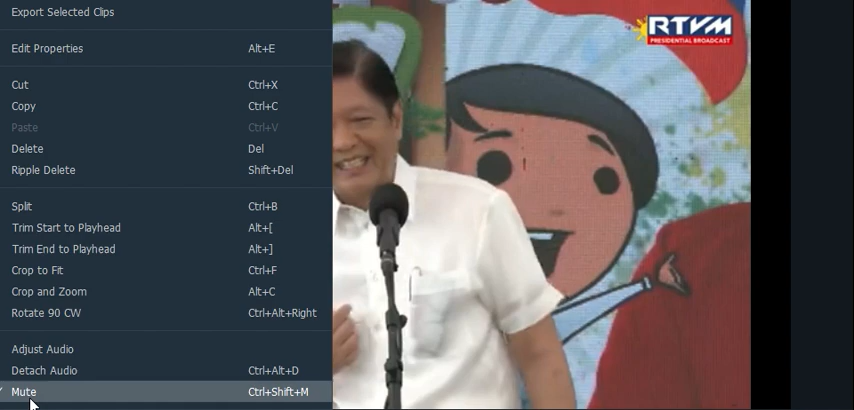 Export Selected Clips
Edit Properties Alt+E
Cut Ctrl+X
Copy Ctrl+C
Paste Ctrl+V
Delete Del
Ripple Delete Shift+Del
Split Ctrl+B
Trim Start to Playhead Alt+[
Trim End to Playhead Alt+]
Crop to Fit Ctrl+F
Crop and Zoom Alt+C
Rotate 90 CW Ctrl+Alt+Right
Adjust Audio
Detach Audio Ctrl+Alt+D
Mute Ctrl+Shift+M
RTVM
PRESIDENTIAL BROADCAST